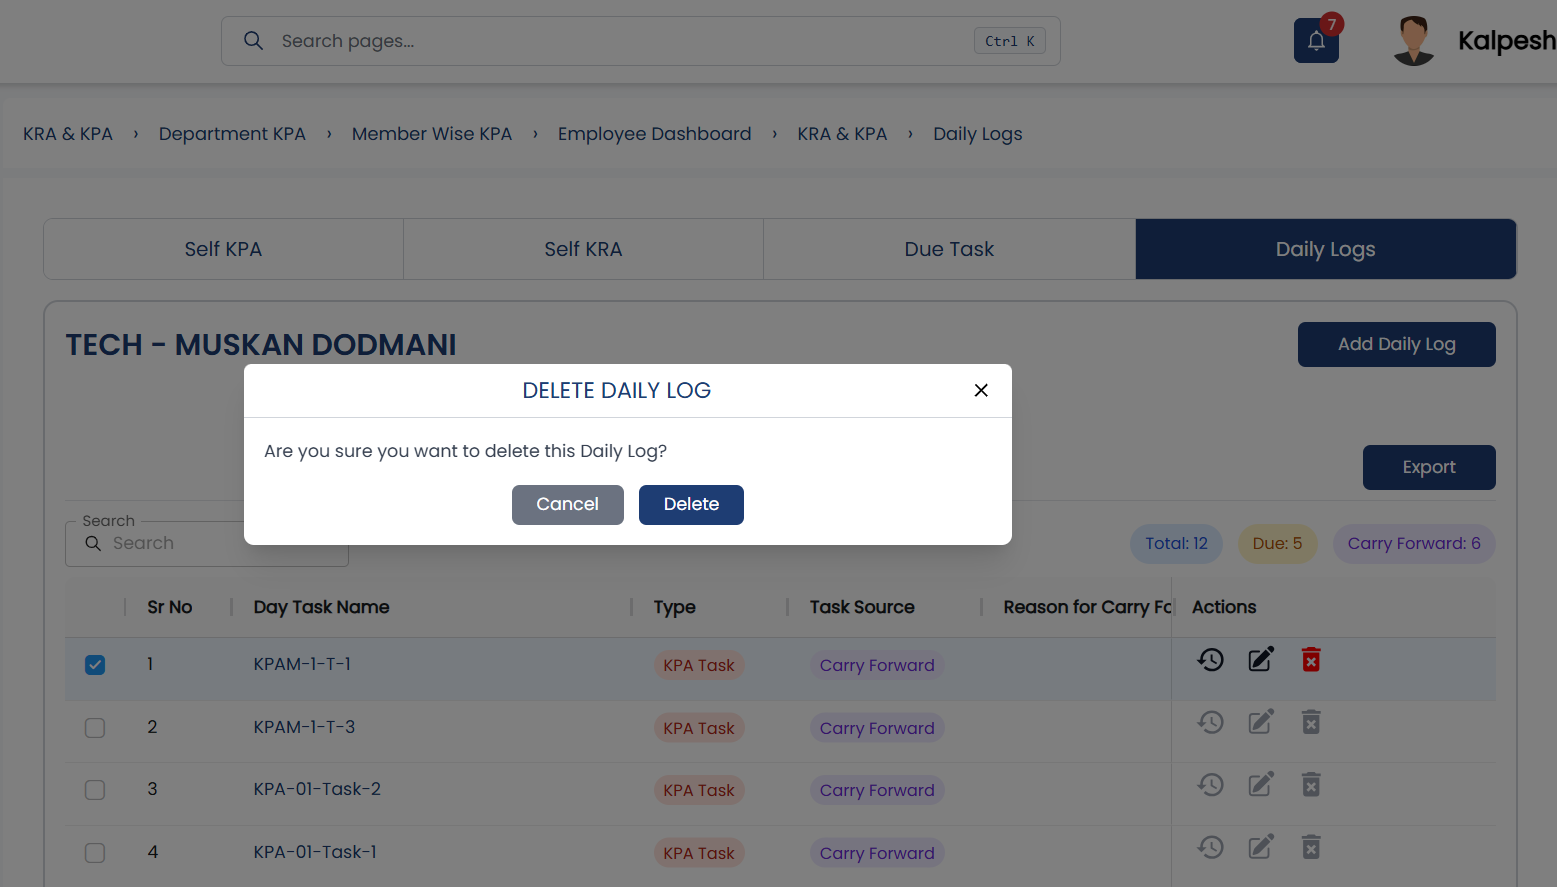 Search pages...
Ctrl K
7
Kalpesh
KRA & KPA › Department KPA › Member Wise KPA › Employee Dashboard › KRA & KPA › Daily Logs
Self KPA
Self KRA
Due Task
Daily Logs
TECH - MUSKAN DODMANI
Add Daily Log
DELETE DAILY LOG
Are you sure you want to delete this Daily Log?
Cancel
Delete
Export
Search
Search
Total: 12
Due: 5
Carry Forward: 6
Sr No Day Task Name Type Task Source Reason for Carry Fo Actions
1 KPAM-1-T-1 KPA Task Carry Forward
2 KPAM-1-T-3 KPA Task Carry Forward
3 KPA-01-Task-2 KPA Task Carry Forward
4 KPA-01-Task-1 KPA Task Carry Forward